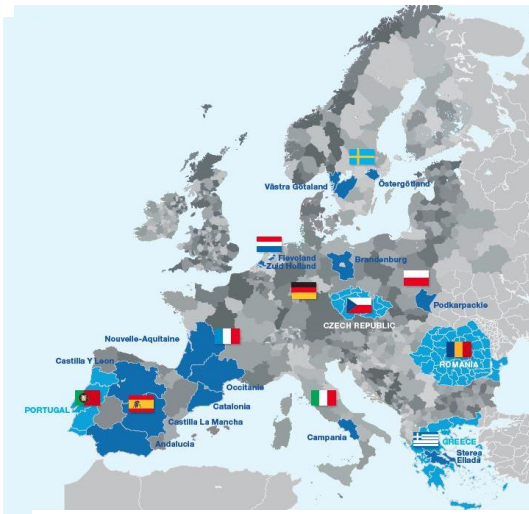 Västra Götaland
Östergötland
Flevoland
Zuid Holland
Brandenburg
Podkarpackie
CZECH REPUBLIC
Nouvelle-Aquitaine
ROMANIA
Castilla Y Leon
Occitanie
PORTUGAL
Catalonia
Castilla La Mancha
Campania
Andalucia
GREECE
Sterea
Ellada